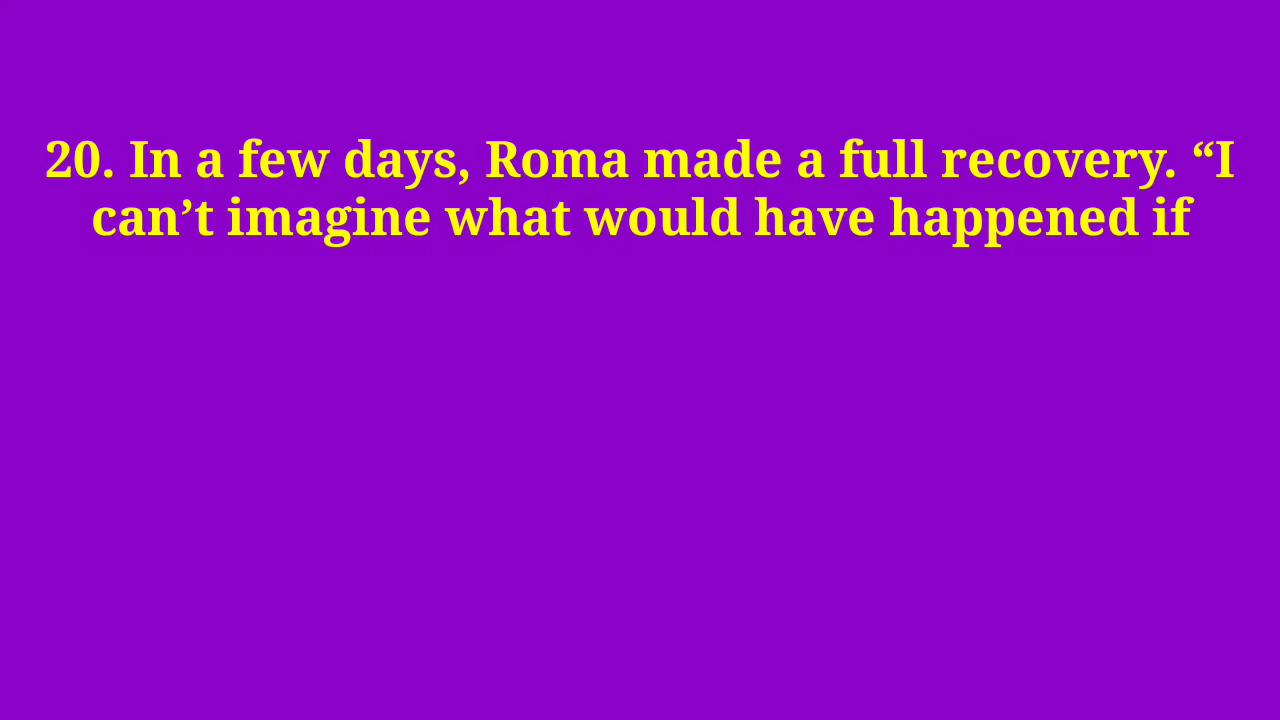 20. In a few days, Roma made a full recovery. “I
can’t imagine what would have happened if